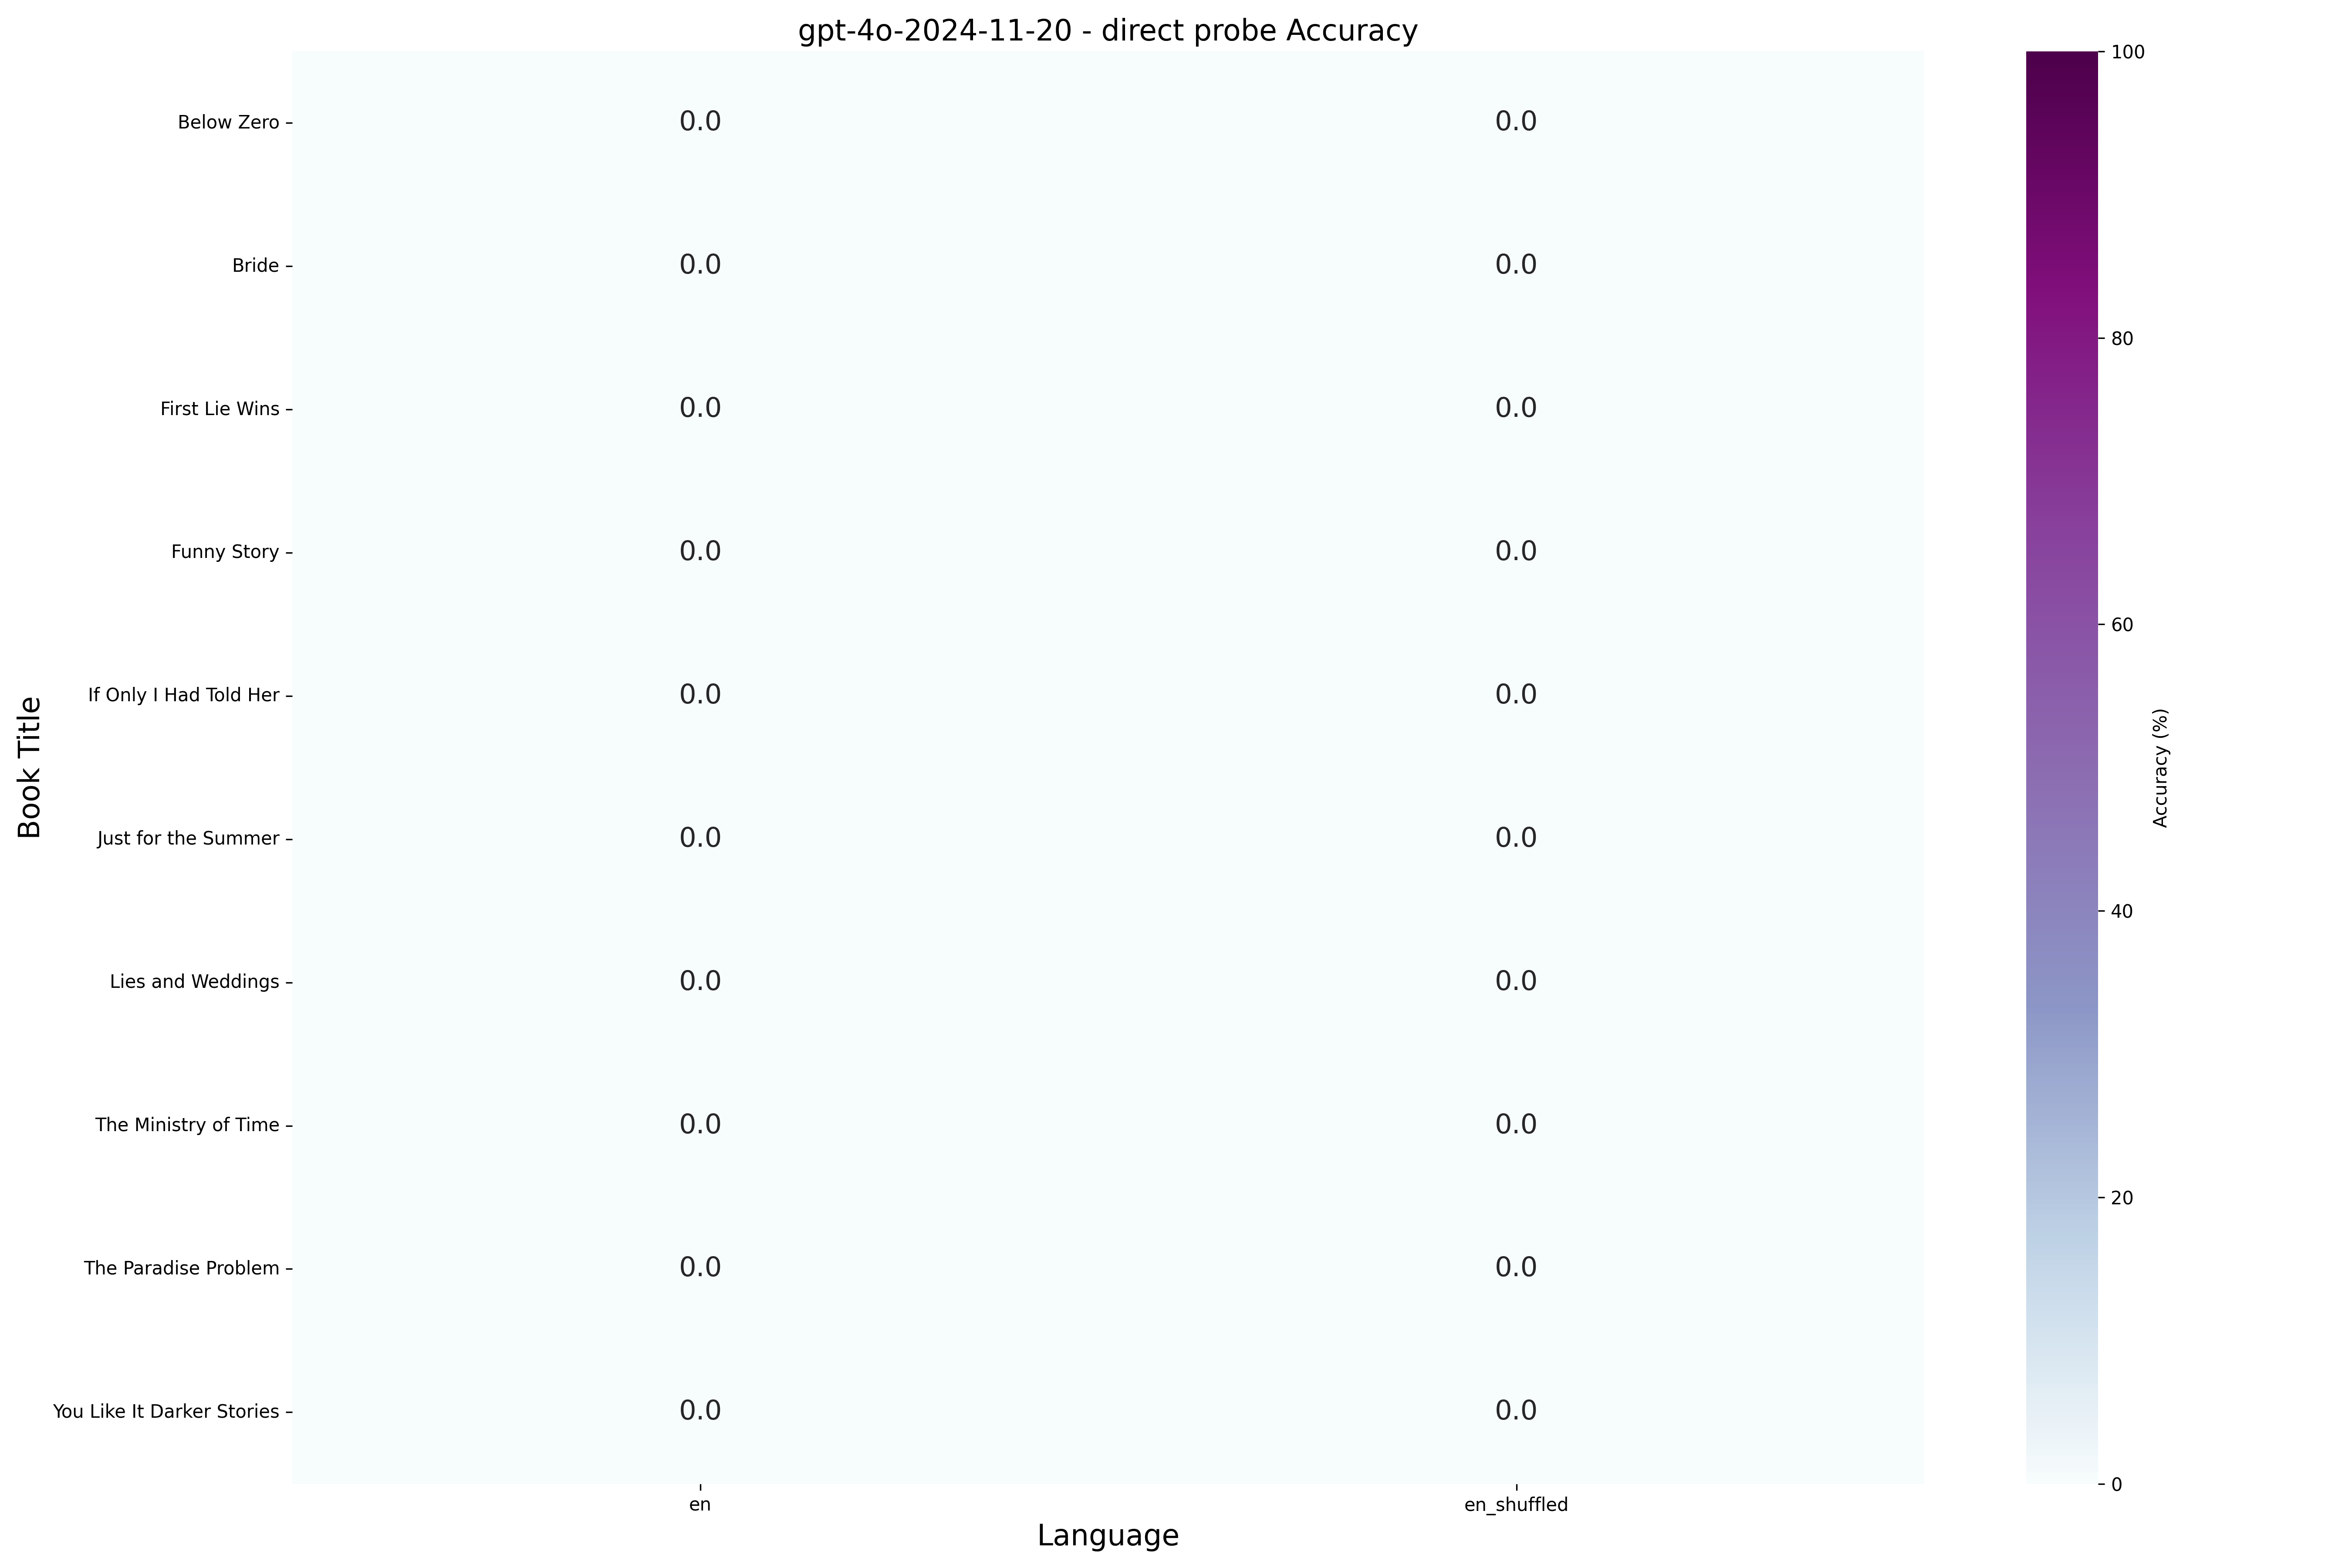 gpt-4o-2024-11-20 - direct probe Accuracy
Book Title
Below Zero 0.0 0.0
Bride 0.0 0.0
First Lie Wins 0.0 0.0
Funny Story 0.0 0.0
If Only I Had Told Her 0.0 0.0
Just for the Summer 0.0 0.0
Lies and Weddings 0.0 0.0
The Ministry of Time 0.0 0.0
The Paradise Problem 0.0 0.0
You Like It Darker Stories 0.0 0.0
en en_shuffled
Language
100
80
60
40
20
0
Accuracy (%)